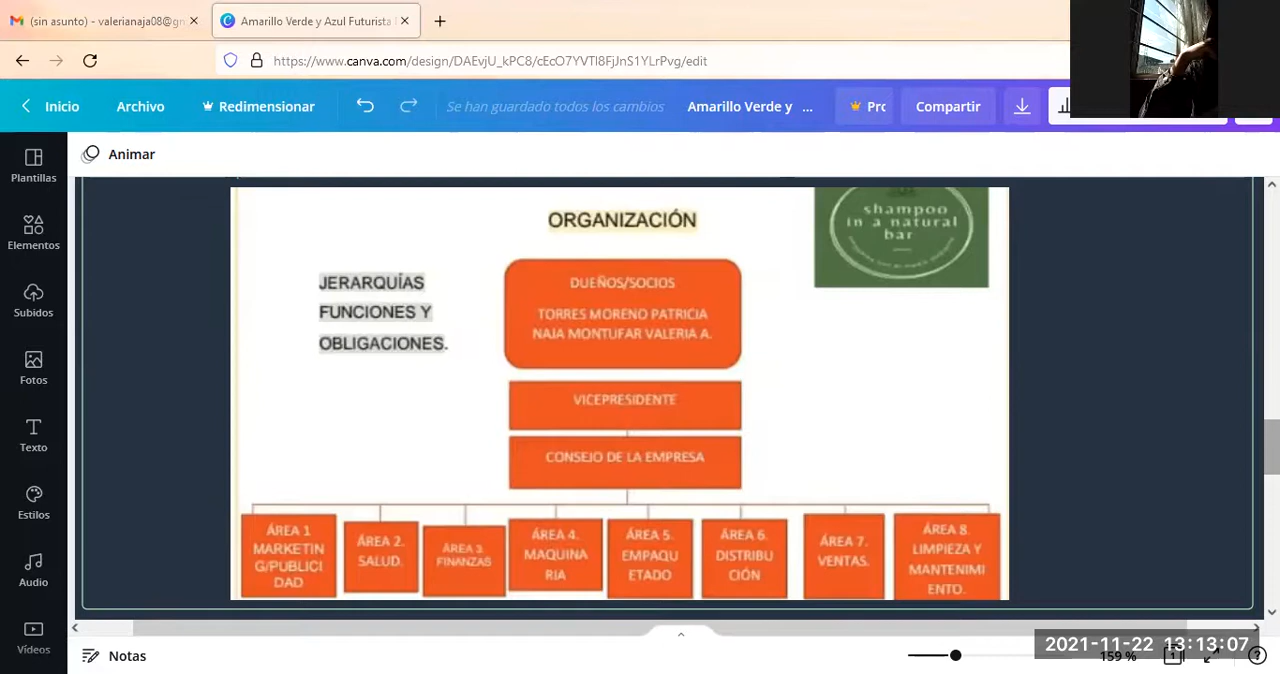 (sin asunto) - valerianaja08@gm
Amarillo Verde y Azul Futurista
https://www.canva.com/design/DAEvjU_kPC8/cEcO7YVTl8FjJnS1YLrPvg/edit
Inicio
Archivo
Redimensionar
Se han guardado todos los cambios
Amarillo Verde y ...
Prc
Compartir
Animar
Plantillas
Elementos
Subidos
Fotos
Texto
Estilos
Audio
Vídeos
ORGANIZACIÓN
shampoo
in a natural
bar
JERARQUÍAS
FUNCIONES Y
OBLIGACIONES.
DUEÑOS/SOCIOS
TORRES MORENO PATRICIA
NAJA MONTUFAR VALERIA A.
VICEPRESIDENTE
CONSEJO DE LA EMPRESA
ÁREA 1
MARKETIN
G/PUBLICI
DAD
ÁREA 2.
SALUD.
ÁREA 3.
FINANZAS
ÁREA 4.
MAQUINA
RIA
ÁREA 5.
EMPAQU
ETADO
ÁREA 6.
DISTRIBU
CIÓN
ÁREA 7.
VENTAS.
ÁREA 8.
LIMPIEZA Y
MANTENIMI
ENTO.
Notas
159 %
1
2021-11-22 13:13:07